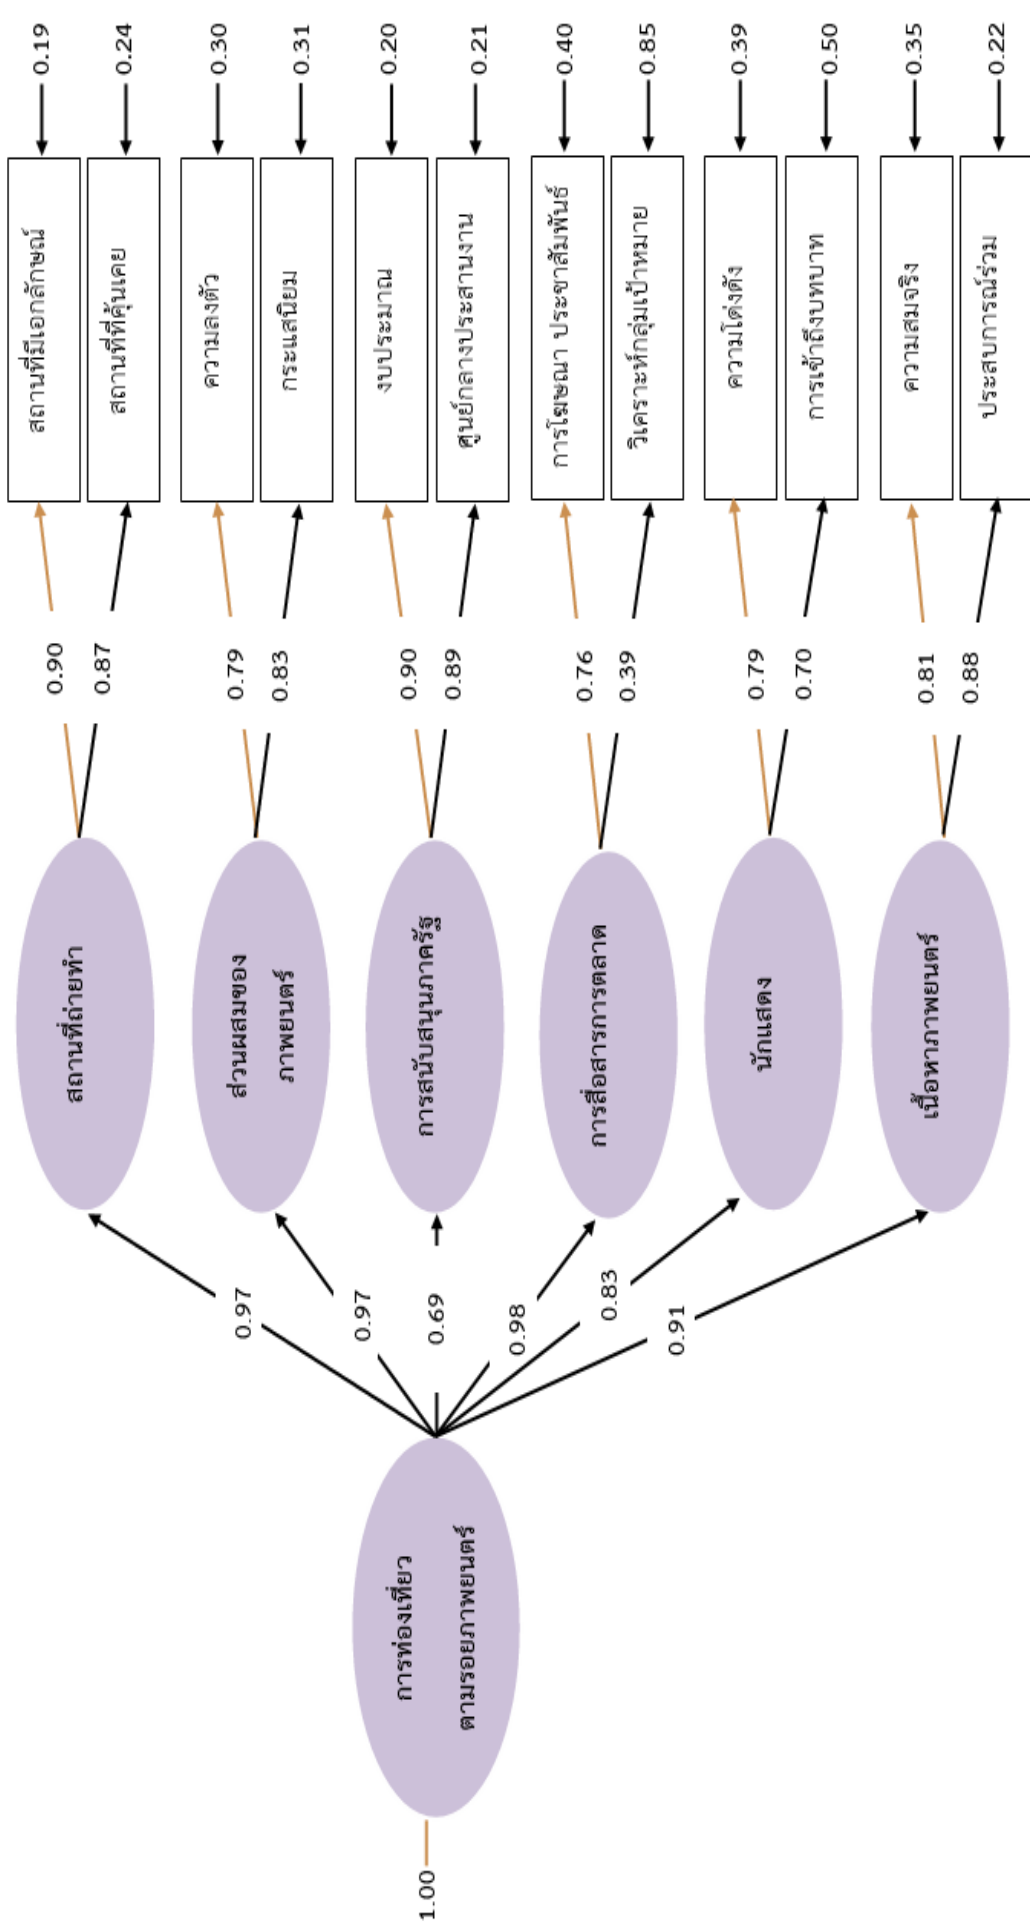 1.00
การท่องเที่ยว
ตามรอยภาพยนตร์
0.97
0.97
0.69
0.98
0.83
0.91
สถานที่ถ่ายทำ
0.90
0.87
สถานที่มีเอกลักษณ์
0.19
สถานที่ที่คุ้นเคย
0.24
ส่วนผสมของ
ภาพยนตร์
0.79
0.83
ความลงตัว
0.30
กระแสนิยม
0.31
การสนับสนุนภาครัฐ
0.90
0.89
งบประมาณ
0.20
ศูนย์กลางประสานงาน
0.21
การสื่อสารการตลาด
0.76
0.39
การโฆษณา ประชาสัมพันธ์
0.40
วิเคราะห์กลุ่มเป้าหมาย
0.85
นักแสดง
0.79
0.70
ความโด่งดัง
0.39
การเข้าถึงบทบาท
0.50
เนื้อหาภาพยนตร์
0.81
0.88
ความสมจริง
0.35
ประสบการณ์ร่วม
0.22